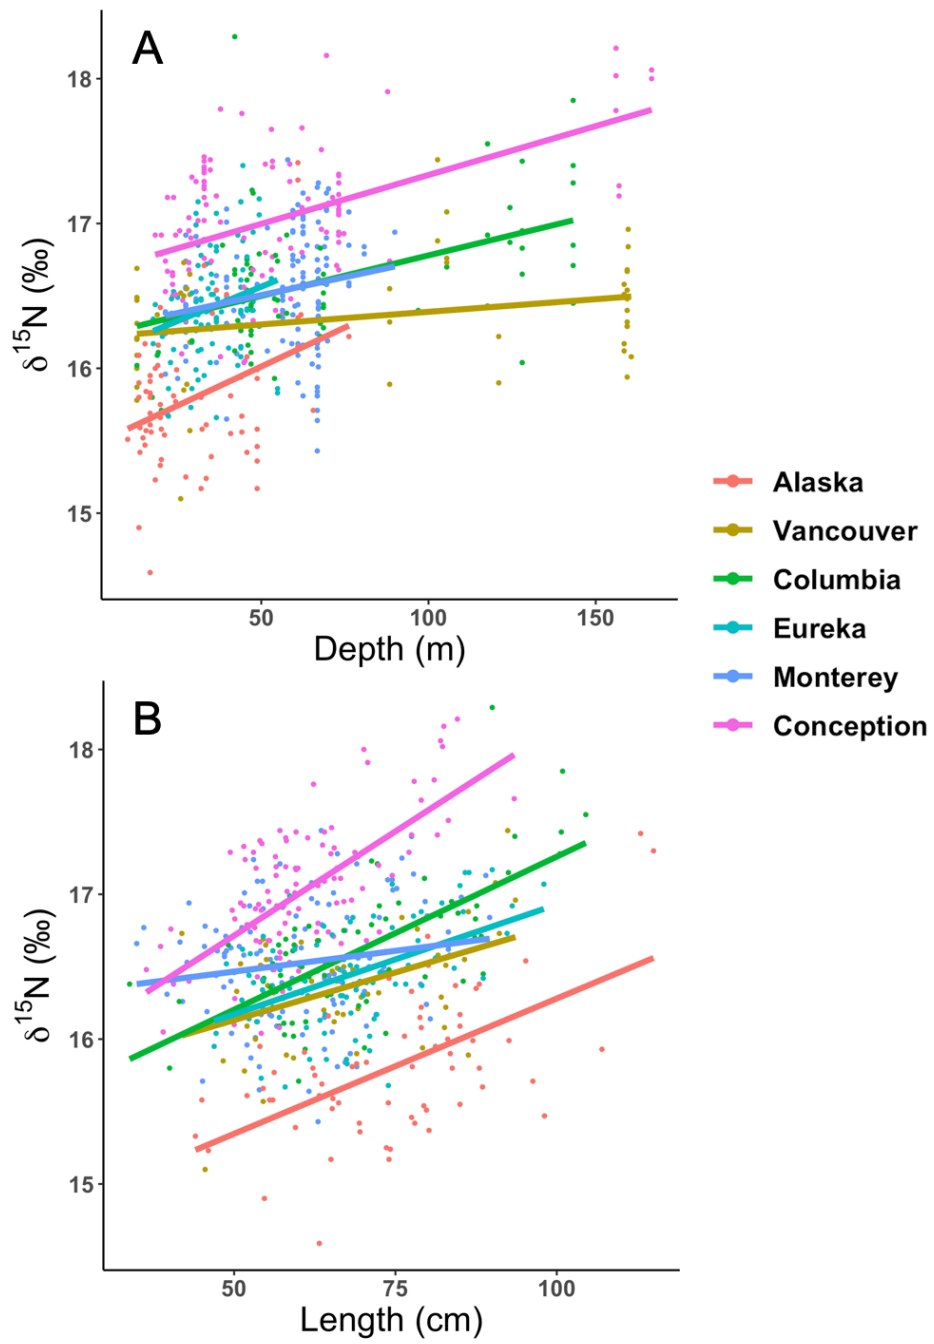 A
18
17
16
15
δ¹⁵N (‰)
50 100 150
Depth (m)
Alaska
Vancouver
Columbia
Eureka
Monterey
Conception
B
18
17
16
15
δ¹⁵N (‰)
50 75 100
Length (cm)